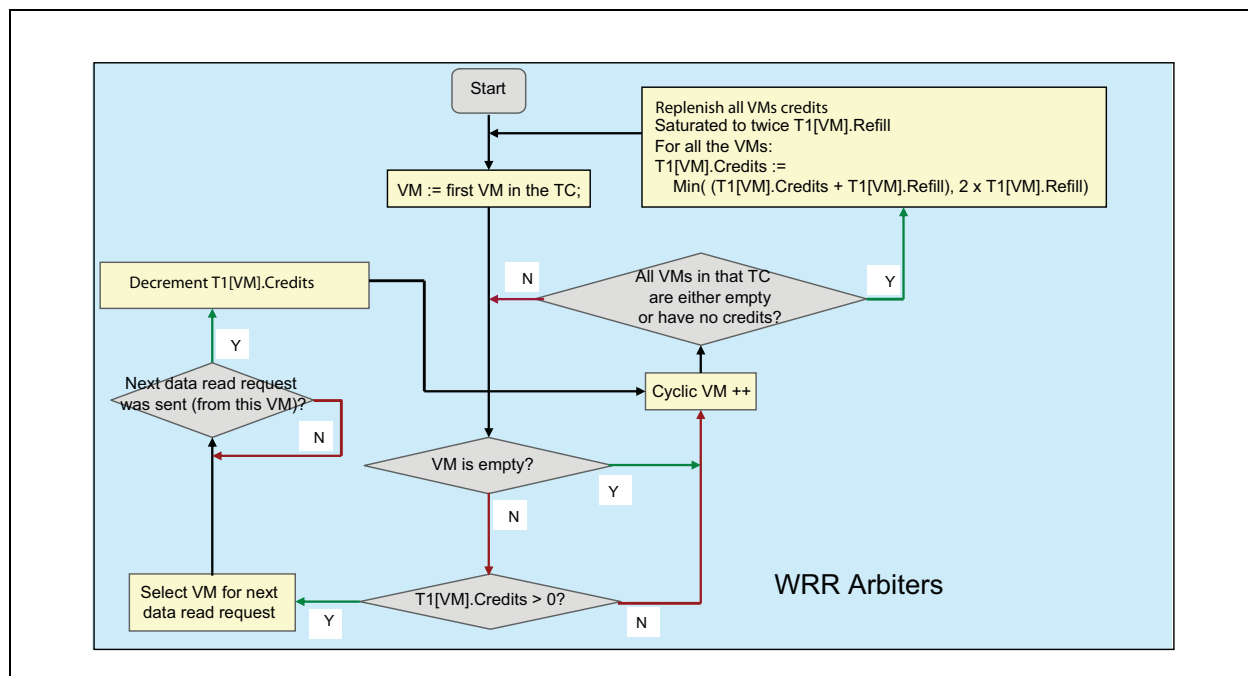 Start
Replenish all VMs credits
Saturated to twice T1[VM].Refill
For all the VMs:
T1[VM].Credits :=
Min( (T1[VM].Credits + T1[VM].Refill), 2 x T1[VM].Refill)
VM := first VM in the TC;
Decrement T1[VM].Credits
N
All VMs in that TC
are either empty
or have no credits?
Y
Y
Next data read request
was sent (from this VM)?
N
Cyclic VM ++
VM is empty?
Y
N
Select VM for next
data read request
Y
T1[VM].Credits > 0?
N
WRR Arbiters